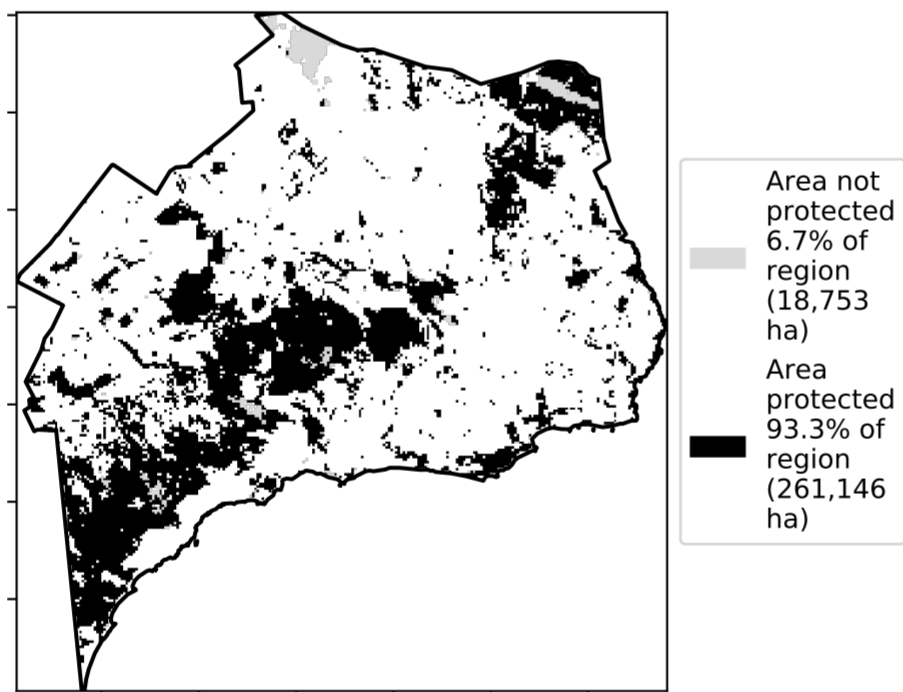 Area not
protected
6.7% of
region
(18,753
ha)
Area
protected
93.3% of
region
(261,146
ha)